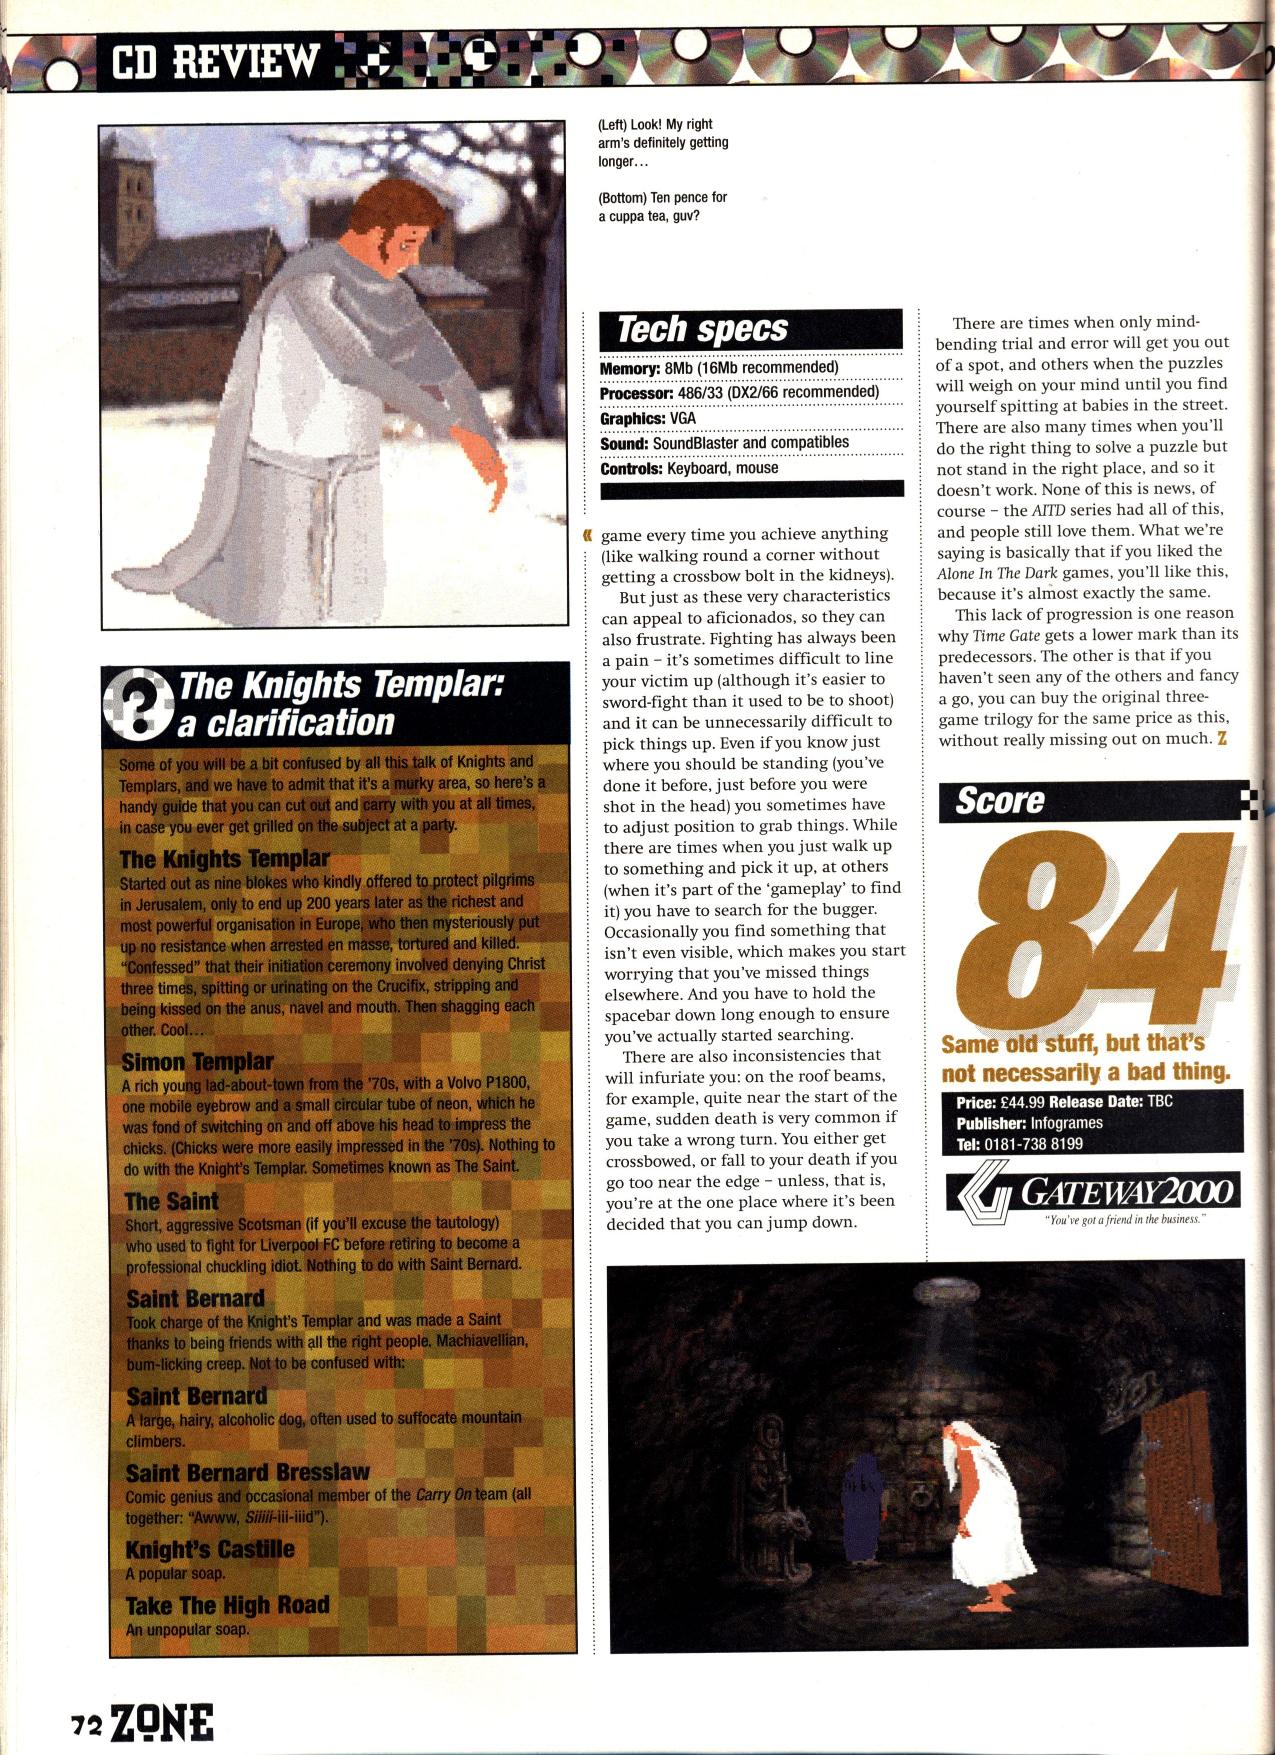 CD REVIEW
(Left) Look! My right
arm's definitely getting
longer…
(Bottom) Ten pence for
a cuppa tea, guv?
The Knights Templar:
a clarification
Some of you will be a bit confused by all this talk of Knights and
Templars, and we have to admit that it's a murky area, so here's a
handy guide that you can cut out and carry with you at all times,
in case you ever get grilled on the subject at a party.
The Knights Templar
Started out as nine blokes who kindly offered to protect pilgrims
in Jerusalem, only to end up 200 years later as the richest and
most powerful organisation in Europe, who then mysteriously put
up no resistance when arrested en masse, tortured and killed.
“Confessed” that their initiation ceremony involved denying Christ
three times, spitting or urinating on the Crucifix, stripping and
being kissed on the anus, navel and mouth. Then shagging each
other. Cool…
Simon Templar
A rich young lad-about-town from the '70s, with a Volvo P1800,
one mobile eyebrow and a small circular tube of neon, which he
was fond of switching on and off above his head to impress the
chicks. (Chicks were more easily impressed in the '70s). Nothing to
do with the Knight's Templar. Sometimes known as The Saint.
The Saint
Short, aggressive Scotsman (if you'll excuse the tautology)
who used to fight for Liverpool FC before retiring to become a
professional chuckling idiot. Nothing to do with Saint Bernard.
Saint Bernard
Took charge of the Knight's Templar and was made a Saint
thanks to being friends with all the right people. Machiavellian,
bum-licking creep. Not to be confused with:
Saint Bernard
A large, hairy, alcoholic dog, often used to suffocate mountain
climbers.
Saint Bernard Bresslaw
Comic genius and occasional member of the Carry On team (all
together: “Awww, Siiiii-iii-iiid”).
Knight's Castille
A popular soap.
Take The High Road
An unpopular soap.
Tech specs
Memory: 8Mb (16Mb recommended)
Processor: 486/33 (DX2/66 recommended)
Graphics: VGA
Sound: SoundBlaster and compatibles
Controls: Keyboard, mouse
« game every time you achieve anything
(like walking round a corner without
getting a crossbow bolt in the kidneys).
But just as these very characteristics
can appeal to aficionados, so they can
also frustrate. Fighting has always been
a pain – it's sometimes difficult to line
your victim up (although it's easier to
sword-fight than it used to be to shoot)
and it can be unnecessarily difficult to
pick things up. Even if you know just
where you should be standing (you've
done it before, just before you were
shot in the head) you sometimes have
to adjust position to grab things. While
there are times when you just walk up
to something and pick it up, at others
(when it's part of the ‘gameplay’ to find
it) you have to search for the bugger.
Occasionally you find something that
isn't even visible, which makes you start
worrying that you've missed things
elsewhere. And you have to hold the
spacebar down long enough to ensure
you've actually started searching.
There are also inconsistencies that
will infuriate you: on the roof beams,
for example, quite near the start of the
game, sudden death is very common if
you take a wrong turn. You either get
crossbowed, or fall to your death if you
go too near the edge – unless, that is,
you're at the one place where it's been
decided that you can jump down.
There are times when only mind-
bending trial and error will get you out
of a spot, and others when the puzzles
will weigh on your mind until you find
yourself spitting at babies in the street.
There are also many times when you'll
do the right thing to solve a puzzle but
not stand in the right place, and so it
doesn't work. None of this is news, of
course – the AITD series had all of this,
and people still love them. What we're
saying is basically that if you liked the
Alone In The Dark games, you'll like this,
because it's almost exactly the same.
This lack of progression is one reason
why Time Gate gets a lower mark than its
predecessors. The other is that if you
haven't seen any of the others and fancy
a go, you can buy the original three-
game trilogy for the same price as this,
without really missing out on much. Z
Score
84
Same old stuff, but that's
not necessarily a bad thing.
Price: £44.99 Release Date: TBC
Publisher: Infogrames
Tel: 0181-738 8199
GATEWAY2000
“You've got a friend in the business.”
72 ZONE